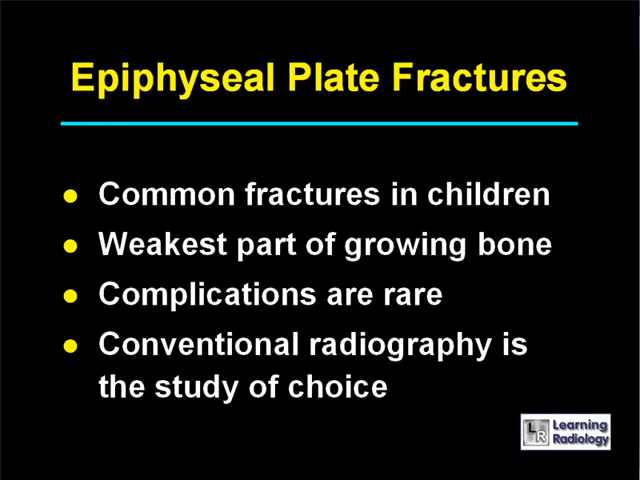 Epiphyseal Plate Fractures
● Common fractures in children
● Weakest part of growing bone
● Complications are rare
● Conventional radiography is
the study of choice
LR Learning
Radiology